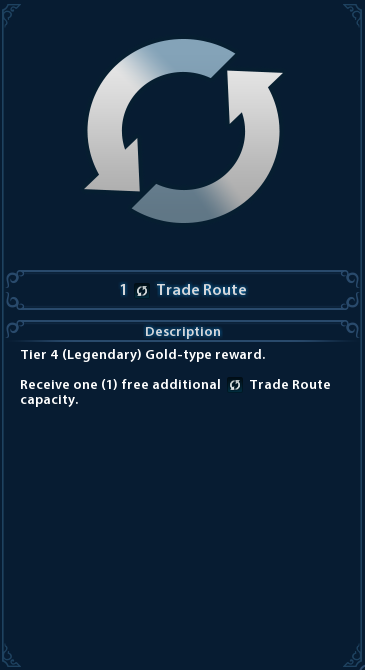 1 Trade Route
Description
Tier 4 (Legendary) Gold-type reward.
Receive one (1) free additional Trade Route
capacity.